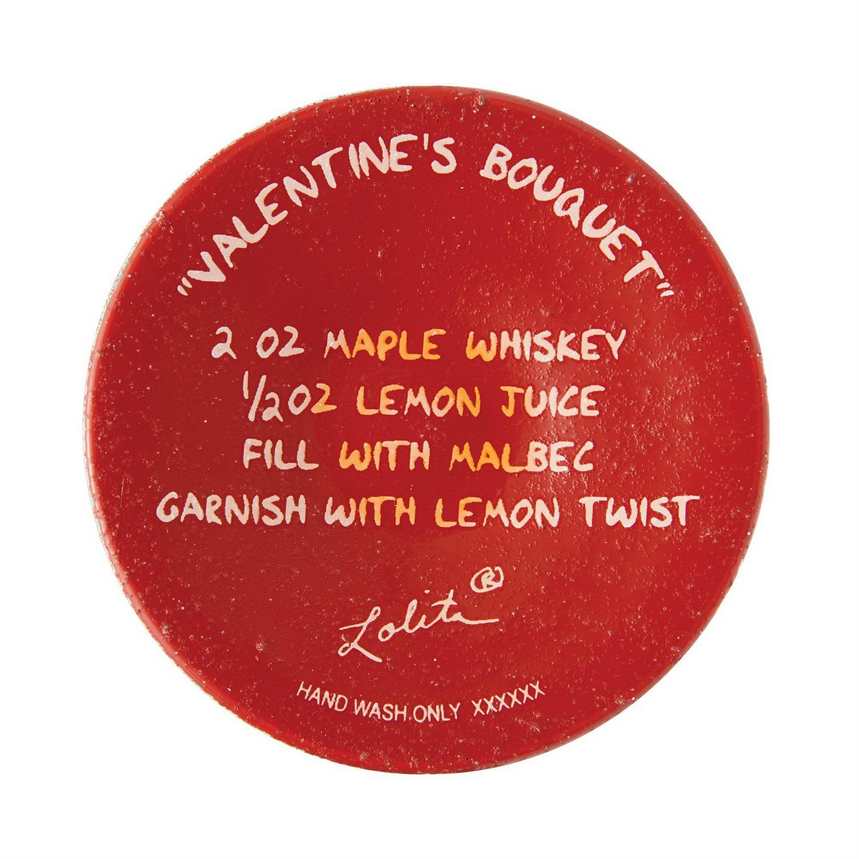 "VALENTINE'S BOUQUET"
2 OZ MAPLE WHISKEY
1/2 OZ LEMON JUICE
FILL WITH MALBEC
GARNISH WITH LEMON TWIST
Lolita®
HAND WASH ONLY XXXXXX